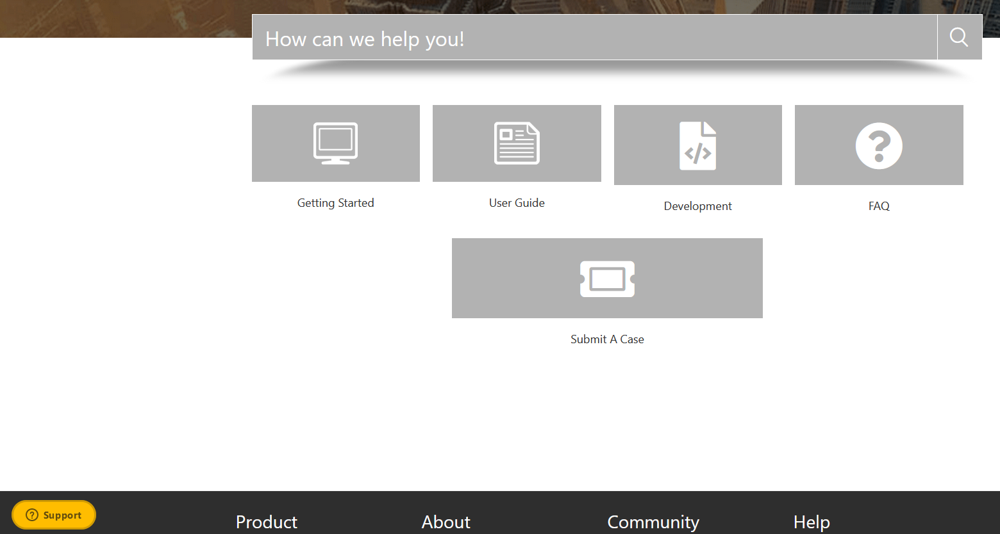 How can we help you!
Getting Started
User Guide
Development
FAQ
Submit A Case
Support
Product
About
Community
Help